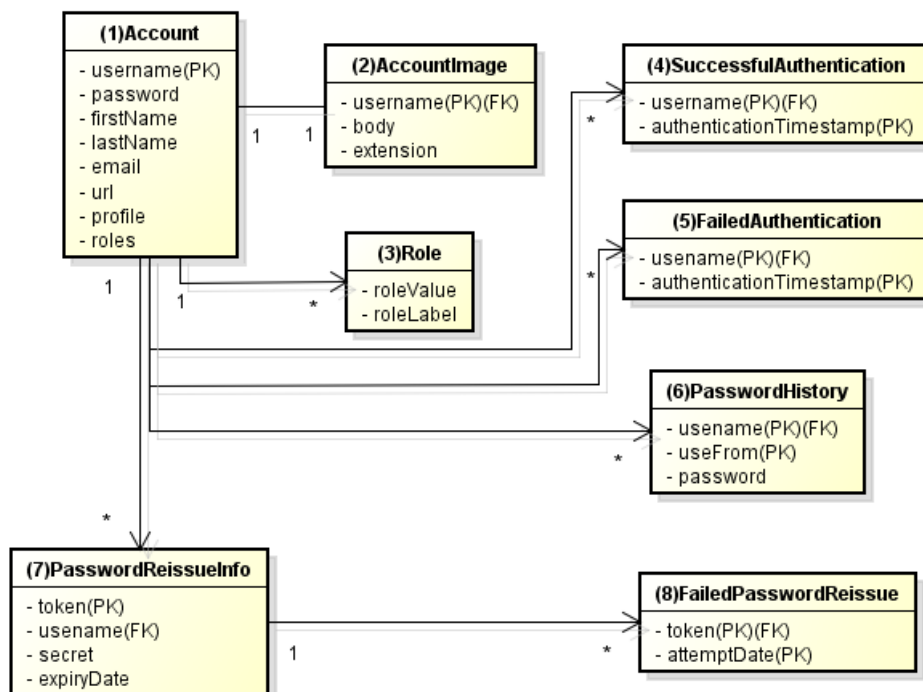 (1)Account
- username(PK)
- password
- firstName
- lastName
- email
- url
- profile
- roles
(2)AccountImage
- username(PK)(FK)
- body
- extension
(4)SuccessfulAuthentication
- username(PK)(FK)
- authenticationTimestamp(PK)
1
1
*
(5)FailedAuthentication
- usename(PK)(FK)
- authenticationTimestamp(PK)
*
(3)Role
- roleValue
- roleLabel
1
1
*
(6)PasswordHistory
- usename(PK)(FK)
- useFrom(PK)
- password
*
*
(7)PasswordReissueInfo
- token(PK)
- usename(FK)
- secret
- expiryDate
(8)FailedPasswordReissue
- token(PK)(FK)
- attemptDate(PK)
1
*